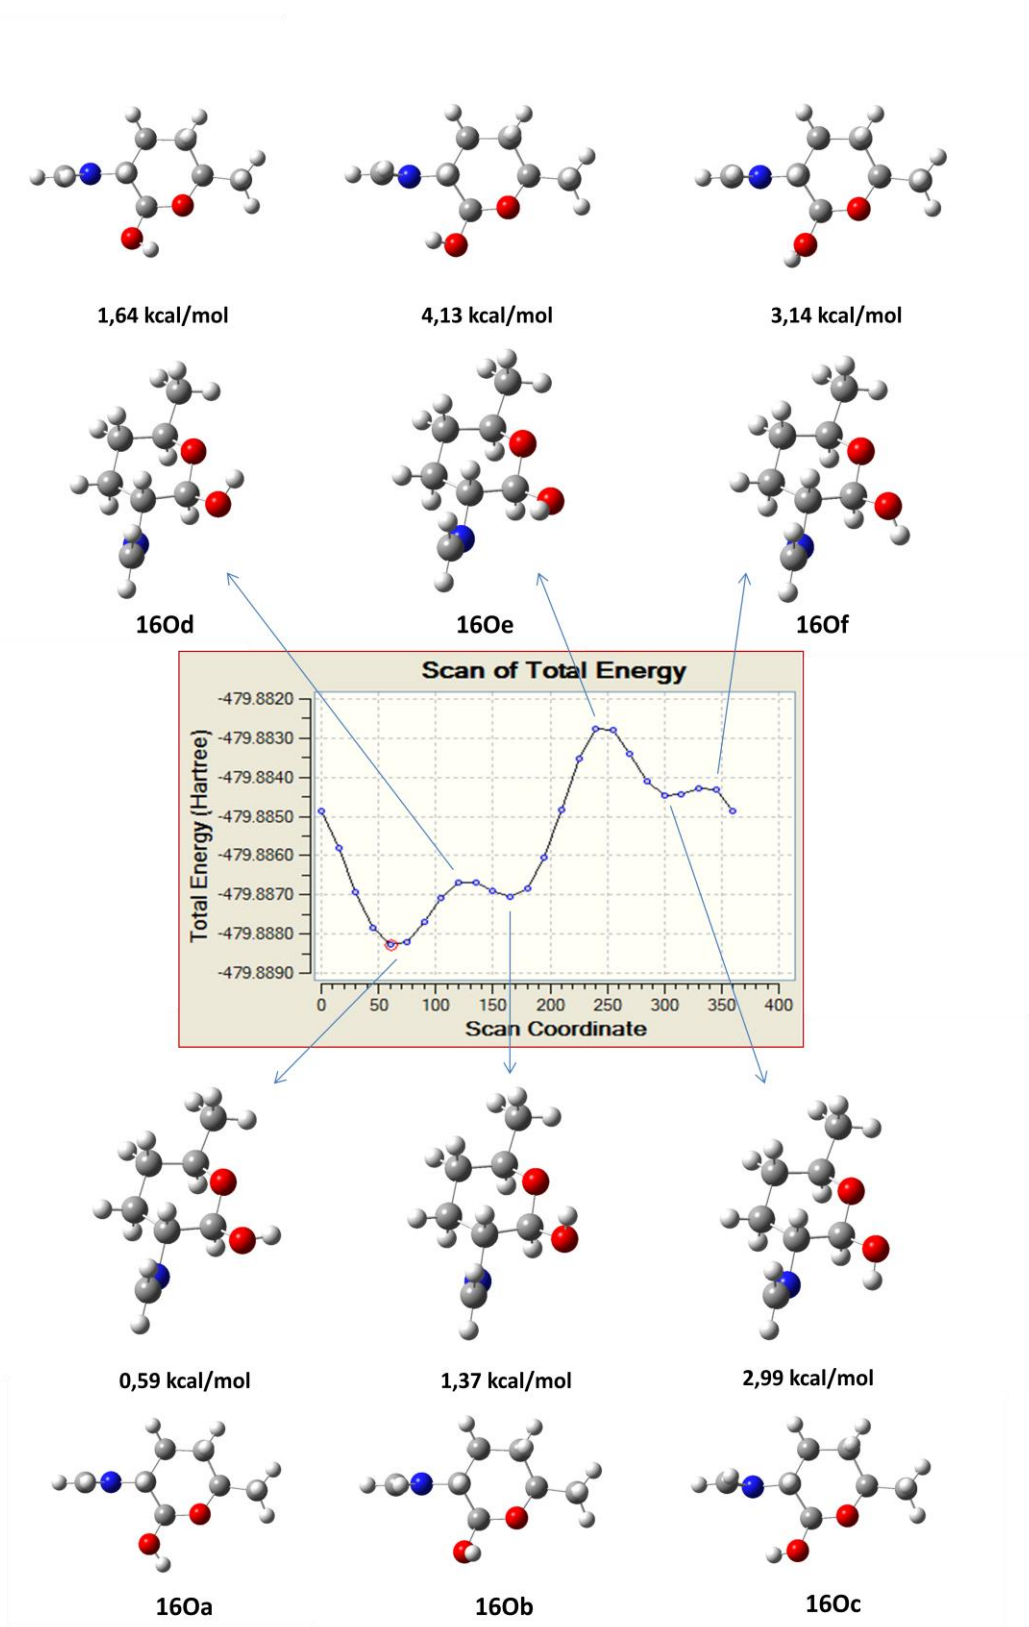 1,64 kcal/mol 4,13 kcal/mol 3,14 kcal/mol
16Od 16Oe 16Of
Scan of Total Energy
Total Energy (Hartree)
-479.8820
-479.8830
-479.8840
-479.8850
-479.8860
-479.8870
-479.8880
-479.8890
0 50 100 150 200 250 300 350 400
Scan Coordinate
0,59 kcal/mol 1,37 kcal/mol 2,99 kcal/mol
16Oa 16Ob 16Oc